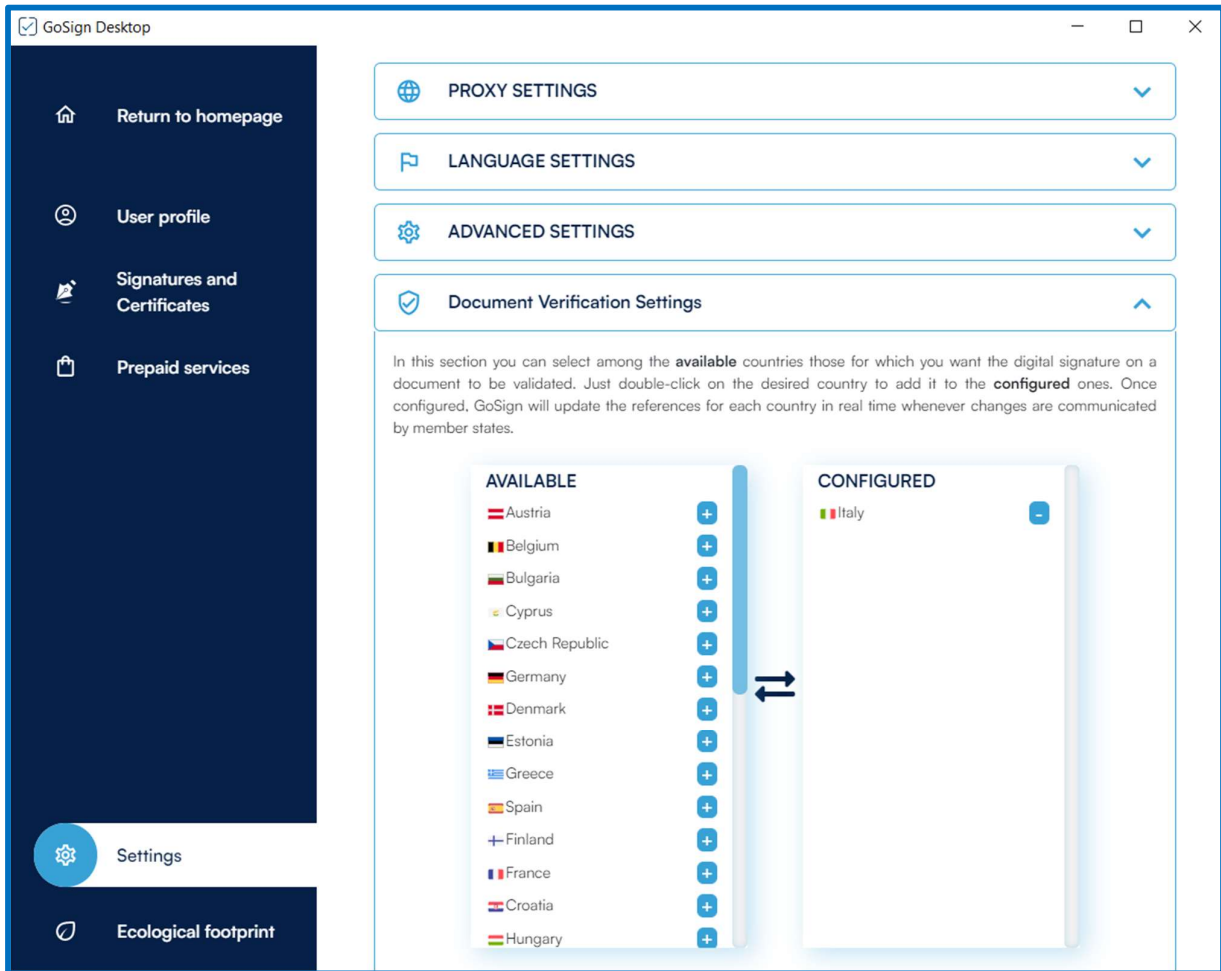 GoSign Desktop
Return to homepage
User profile
Signatures and
Certificates
Prepaid services
Settings
Ecological footprint
PROXY SETTINGS
LANGUAGE SETTINGS
ADVANCED SETTINGS
Document Verification Settings
In this section you can select among the available countries those for which you want the digital signature on a
document to be validated. Just double-click on the desired country to add it to the configured ones. Once
configured, GoSign will update the references for each country in real time whenever changes are communicated
by member states.
AVAILABLE
Austria +
Belgium +
Bulgaria +
Cyprus +
Czech Republic +
Germany +
Denmark +
Estonia +
Greece +
Spain +
Finland +
France +
Croatia +
Hungary +
CONFIGURED
Italy -